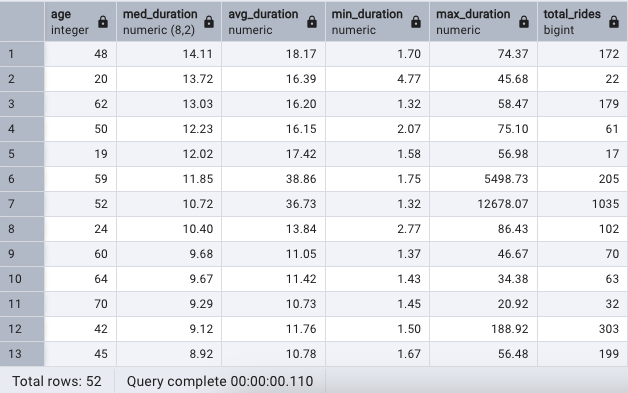 age med_duration avg_duration min_duration max_duration total_rides
integer numeric (8,2) numeric numeric numeric bigint
1 48 14.11 18.17 1.70 74.37 172
2 20 13.72 16.39 4.77 45.68 22
3 62 13.03 16.20 1.32 58.47 179
4 50 12.23 16.15 2.07 75.10 61
5 19 12.02 17.42 1.58 56.98 17
6 59 11.85 38.86 1.75 5498.73 205
7 52 10.72 36.73 1.32 12678.07 1035
8 24 10.40 13.84 2.77 86.43 102
9 60 9.68 11.05 1.37 46.67 70
10 64 9.67 11.42 1.43 34.38 63
11 70 9.29 10.73 1.45 20.92 32
12 42 9.12 11.76 1.50 188.92 303
13 45 8.92 10.78 1.67 56.48 199
Total rows: 52 Query complete 00:00:00.110